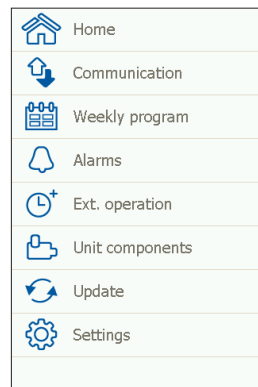 Home
Communication
Weekly program
Alarms
Ext. operation
Unit components
Update
Settings